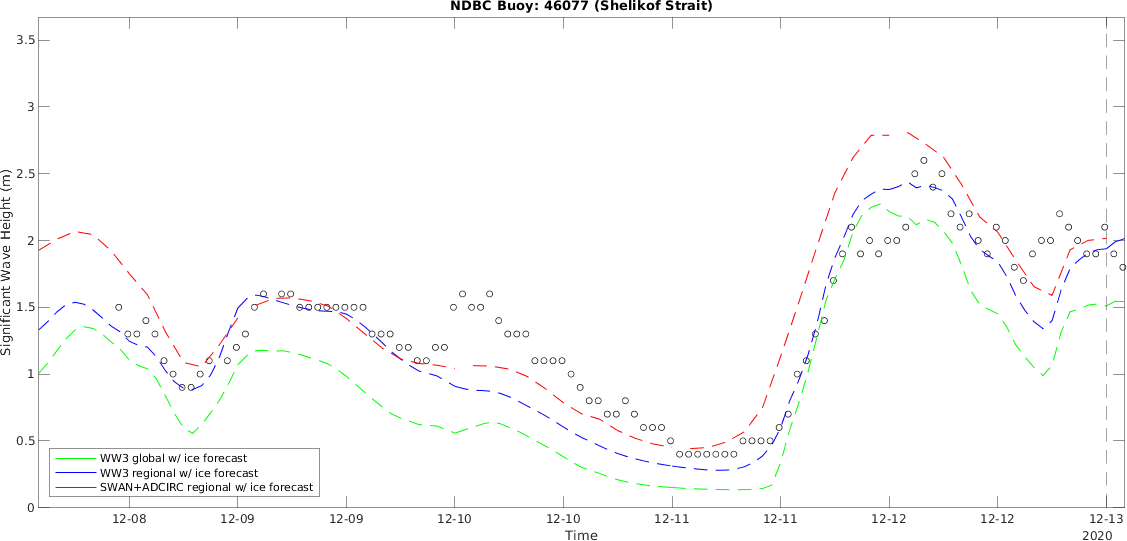 NDBC Buoy: 46077 (Shelikof Strait)
Significant Wave Height (m)
3.5
3
2.5
2
1.5
1
0.5
0
WW3 global w/ ice forecast
WW3 regional w/ ice forecast
SWAN+ADCIRC regional w/ ice forecast
12-08 12-09 12-09 12-10 12-10 12-11 12-11 12-12 12-12 12-13
Time 2020